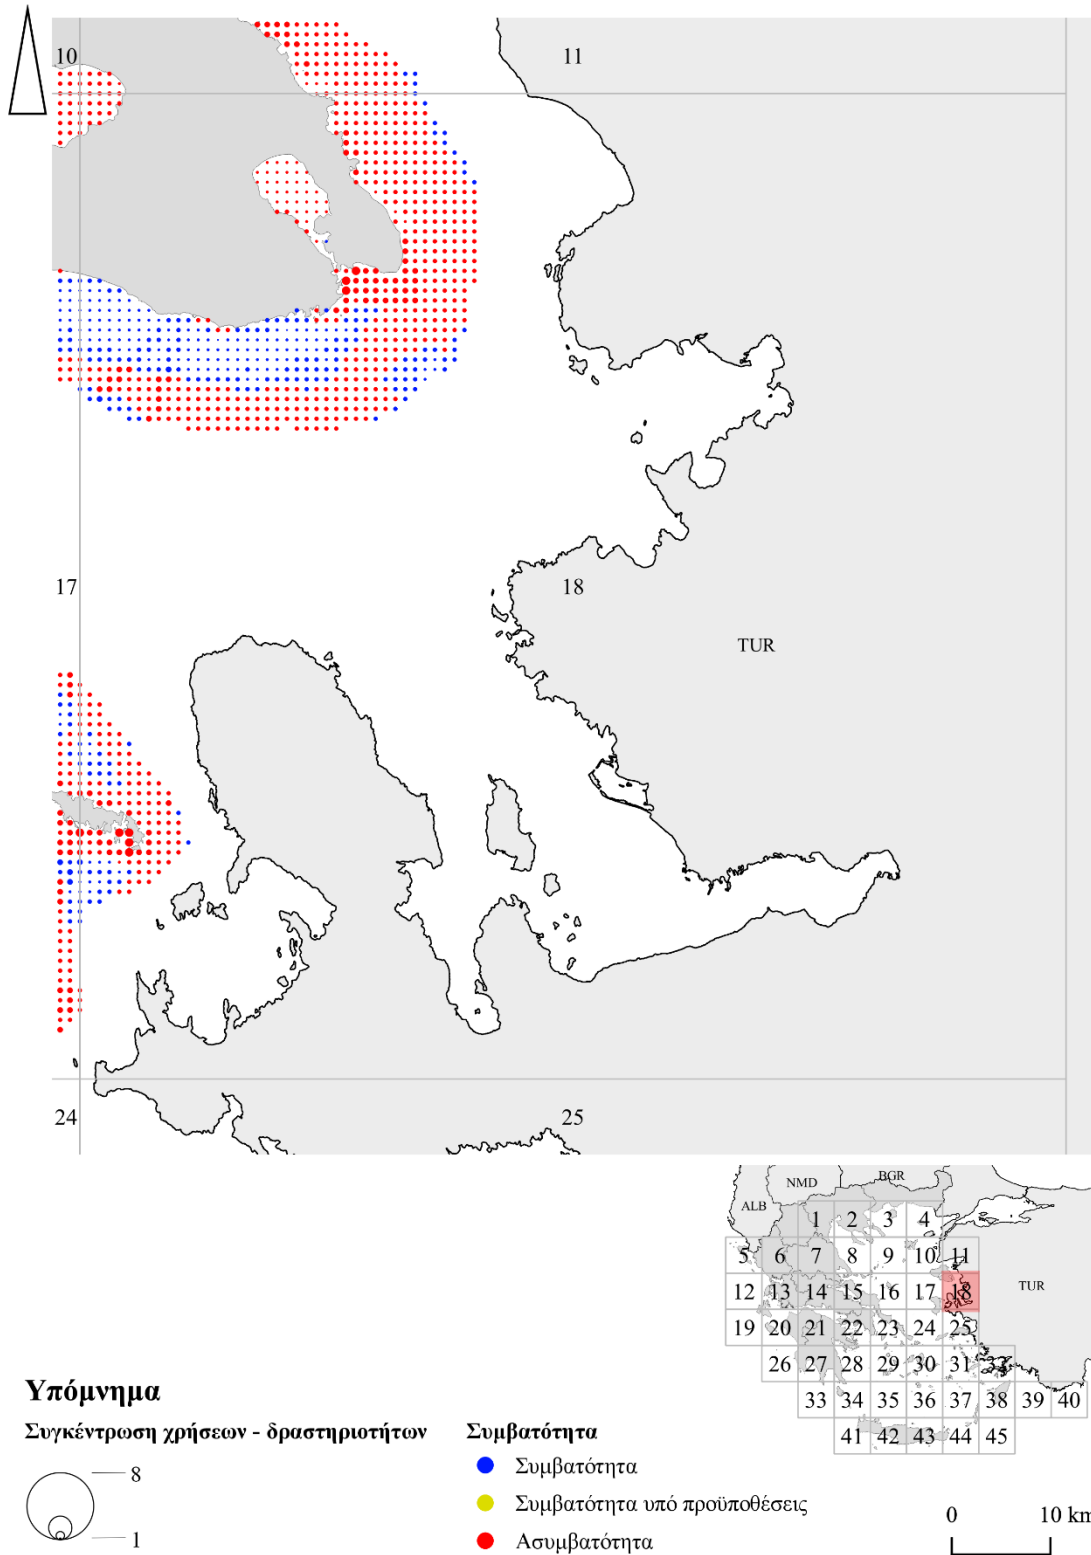 10 11
17 18
TUR
24 25
NMD BGR
ALB
1 2 3 4
5 6 7 8 9 10 11
TUR
12 13 14 15 16 17 18
19 20 21 22 23 24 25
26 27 28 29 30 31 32
33 34 35 36 37 38 39 40
41 42 43 44 45
Υπόμνημα
Συγκέντρωση χρήσεων - δραστηριοτήτων
8
1
Συμβατότητα
Συμβατότητα
Συμβατότητα υπό προϋποθέσεις
Ασυμβατότητα
0 10 km